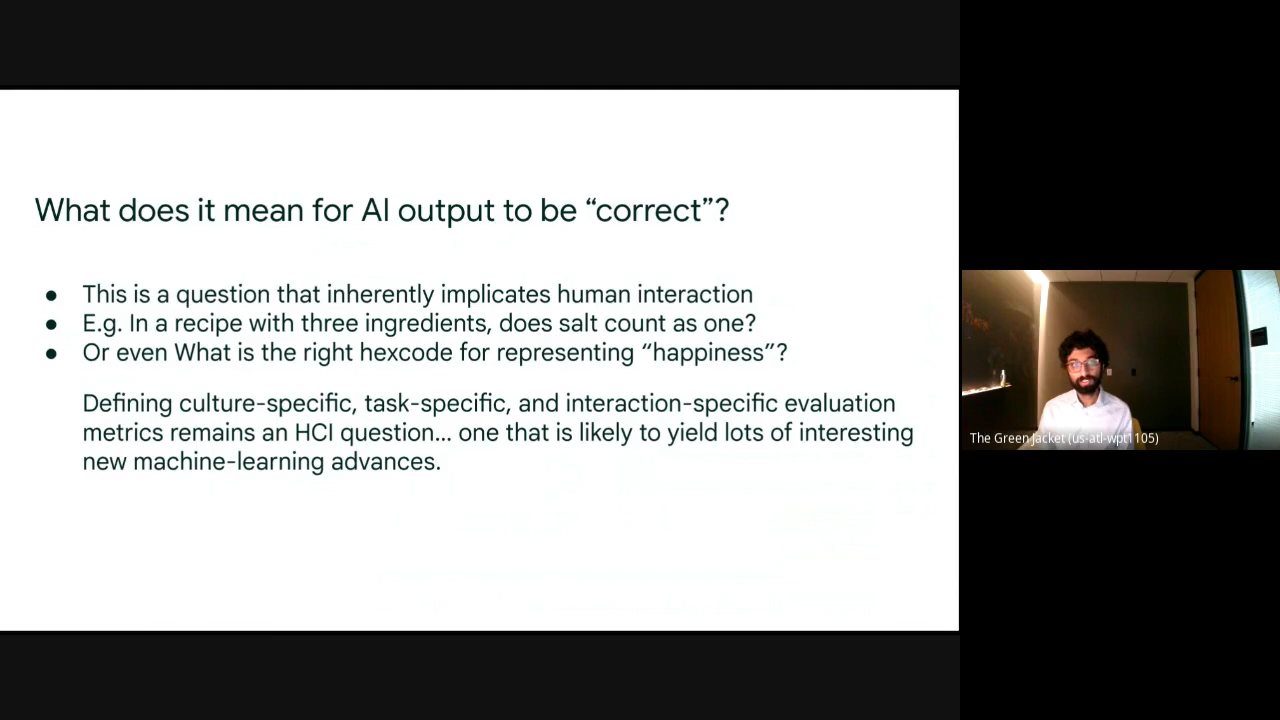 What does it mean for AI output to be “correct”?
● This is a question that inherently implicates human interaction
● E.g. In a recipe with three ingredients, does salt count as one?
● Or even What is the right hexcode for representing “happiness”?
Defining culture-specific, task-specific, and interaction-specific evaluation
metrics remains an HCI question... one that is likely to yield lots of interesting
new machine-learning advances.
The Green Jacket (us-atl-wpt1105)